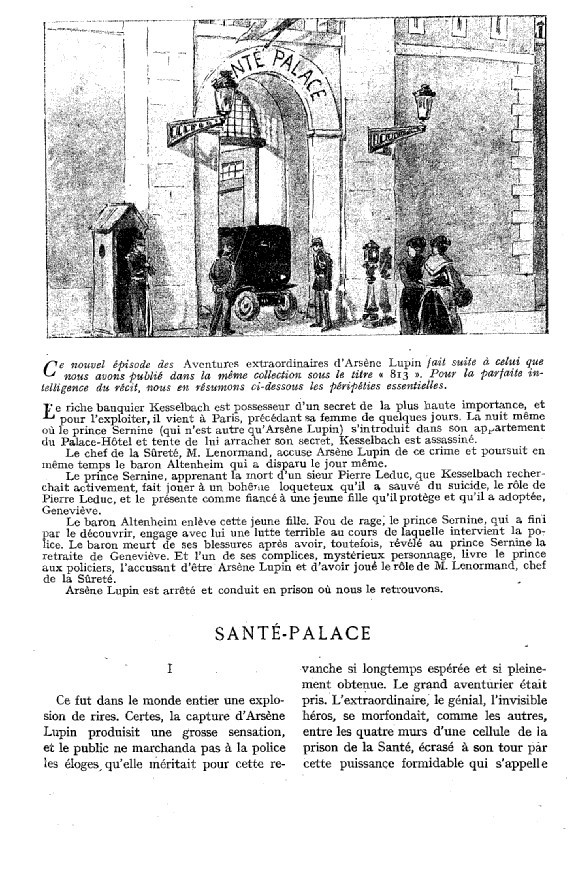 NTÉ PALACE
Ce nouvel épisode des Aventures extraordinaires d'Arsène Lupin fait suite à celui que
nous avons publié dans la même collection sous le titre « 813 ». Pour la parfaite in-
telligence du récit, nous en résumons ci-dessous les péripéties essentielles.
Le riche banquier Kesselbach est possesseur d'un secret de la plus haute importance, et
pour l'exploiter, il vient à Paris, précédant sa femme de quelques jours. La nuit même
où le prince Sernine (qui n'est autre qu'Arsène Lupin) s'introduit dans son appartement
du Palace-Hôtel et tente de lui arracher son secret, Kesselbach est assassiné.
Le chef de la Sûreté, M. Lenormand, accuse Arsène Lupin de ce crime et poursuit en
même temps le baron Altenheim qui a disparu le jour même.
Le prince Sernine, apprenant la mort d'un sieur Pierre Leduc, que Kesselbach recher-
chait activement, fait jouer à un bohème loqueteux qu'il a sauvé du suicide, le rôle de
Pierre Leduc, et le présente comme fiancé à une jeune fille qu'il protège et qu'il a adoptée,
Geneviève.
Le baron Altenheim enlève cette jeune fille. Fou de rage, le prince Sernine, qui a fini
par le découvrir, engage avec lui une lutte terrible au cours de laquelle intervient la po-
lice. Le baron meurt de ses blessures après avoir, toutefois, révélé au prince Sernine la
retraite de Geneviève. Et l'un de ses complices, mystérieux personnage, livre le prince
aux policiers, l'accusant d'être Arsène Lupin et d'avoir joué le rôle de M. Lenormand, chef
de la Sûreté.
Arsène Lupin est arrêté et conduit en prison où nous le retrouvons.
SANTÉ-PALACE
I
Ce fut dans le monde entier une explo-
sion de rires. Certes, la capture d'Arsène
Lupin produisit une grosse sensation,
et le public ne marchanda pas à la police
les éloges qu'elle méritait pour cette re-
vanche si longtemps espérée et si pleine-
ment obtenue. Le grand aventurier était
pris. L'extraordinaire, le génial, l'invisible
héros, se morfondait, comme les autres,
entre les quatre murs d'une cellule de la
prison de la Santé, écrasé à son tour par
cette puissance formidable qui s'appelle